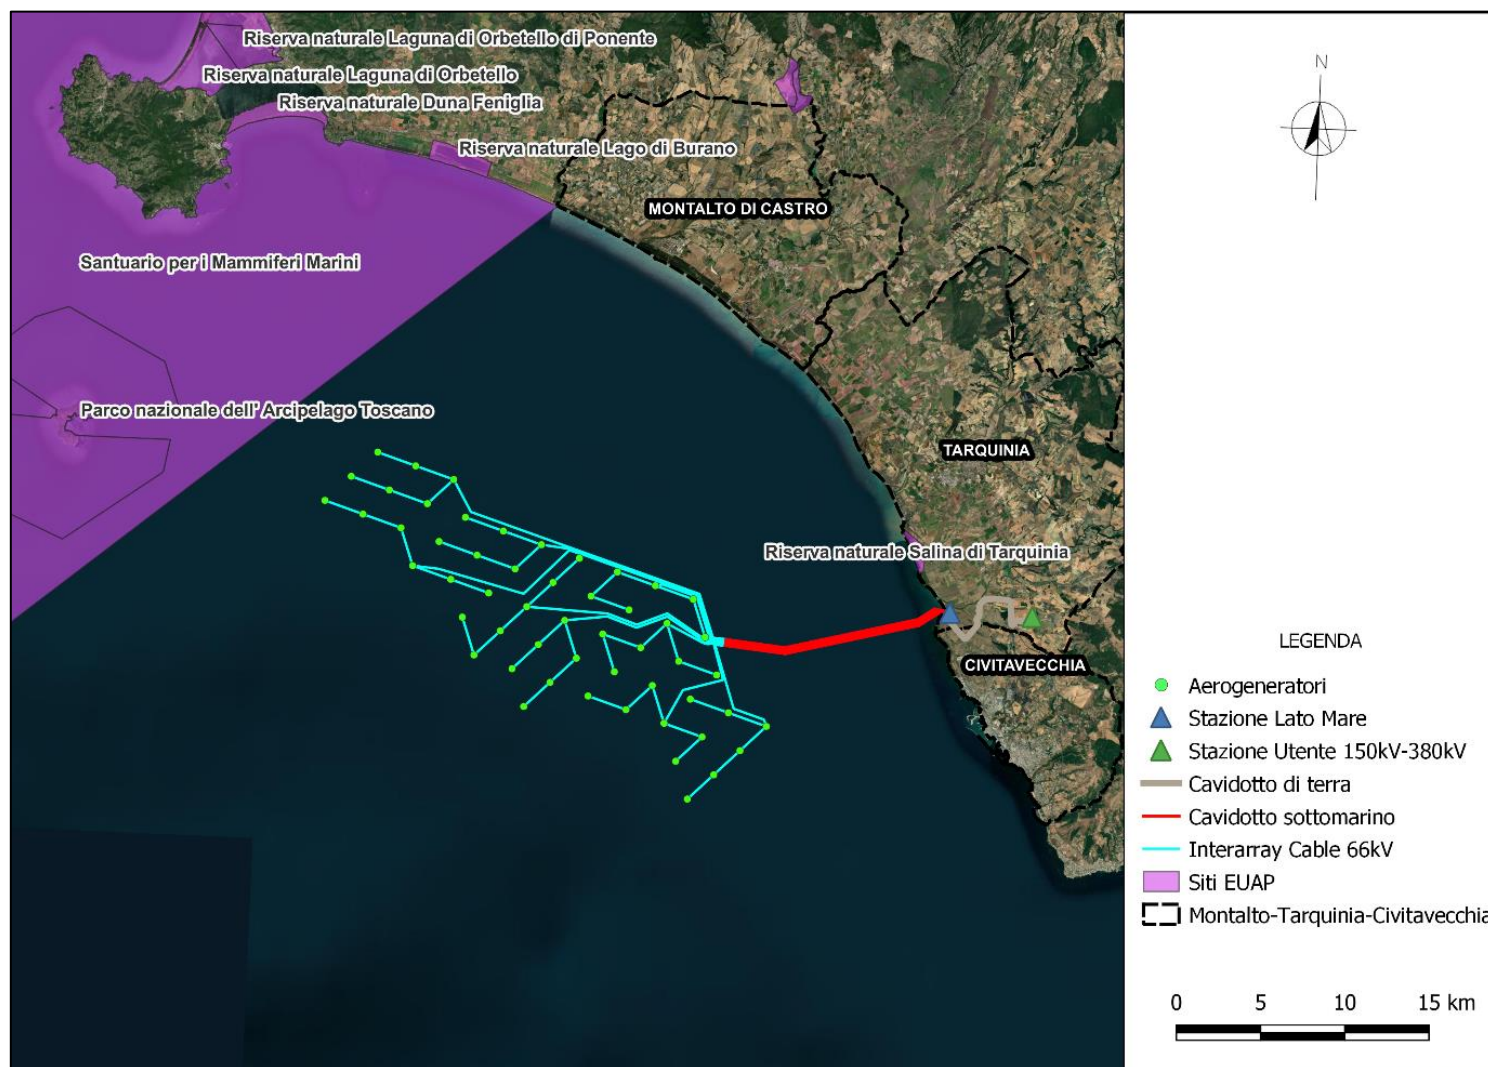 Riserva naturale Laguna di Orbetello di Ponente
Riserva naturale Laguna di Orbetello
Riserva naturale Duna Feniglia
Riserva naturale Lago di Burano
MONTALTO DI CASTRO
Santuario per i Mammiferi Marini
Parco nazionale dell' Arcipelago Toscano
TARQUINIA
Riserva naturale Salina di Tarquinia
CIVITAVECCHIA
N
LEGENDA
Aerogeneratori
Stazione Lato Mare
Stazione Utente 150kV-380kV
Cavidotto di terra
Cavidotto sottomarino
Interarray Cable 66kV
Siti EUAP
Montalto-Tarquinia-Civitavecchia
0 5 10 15 km